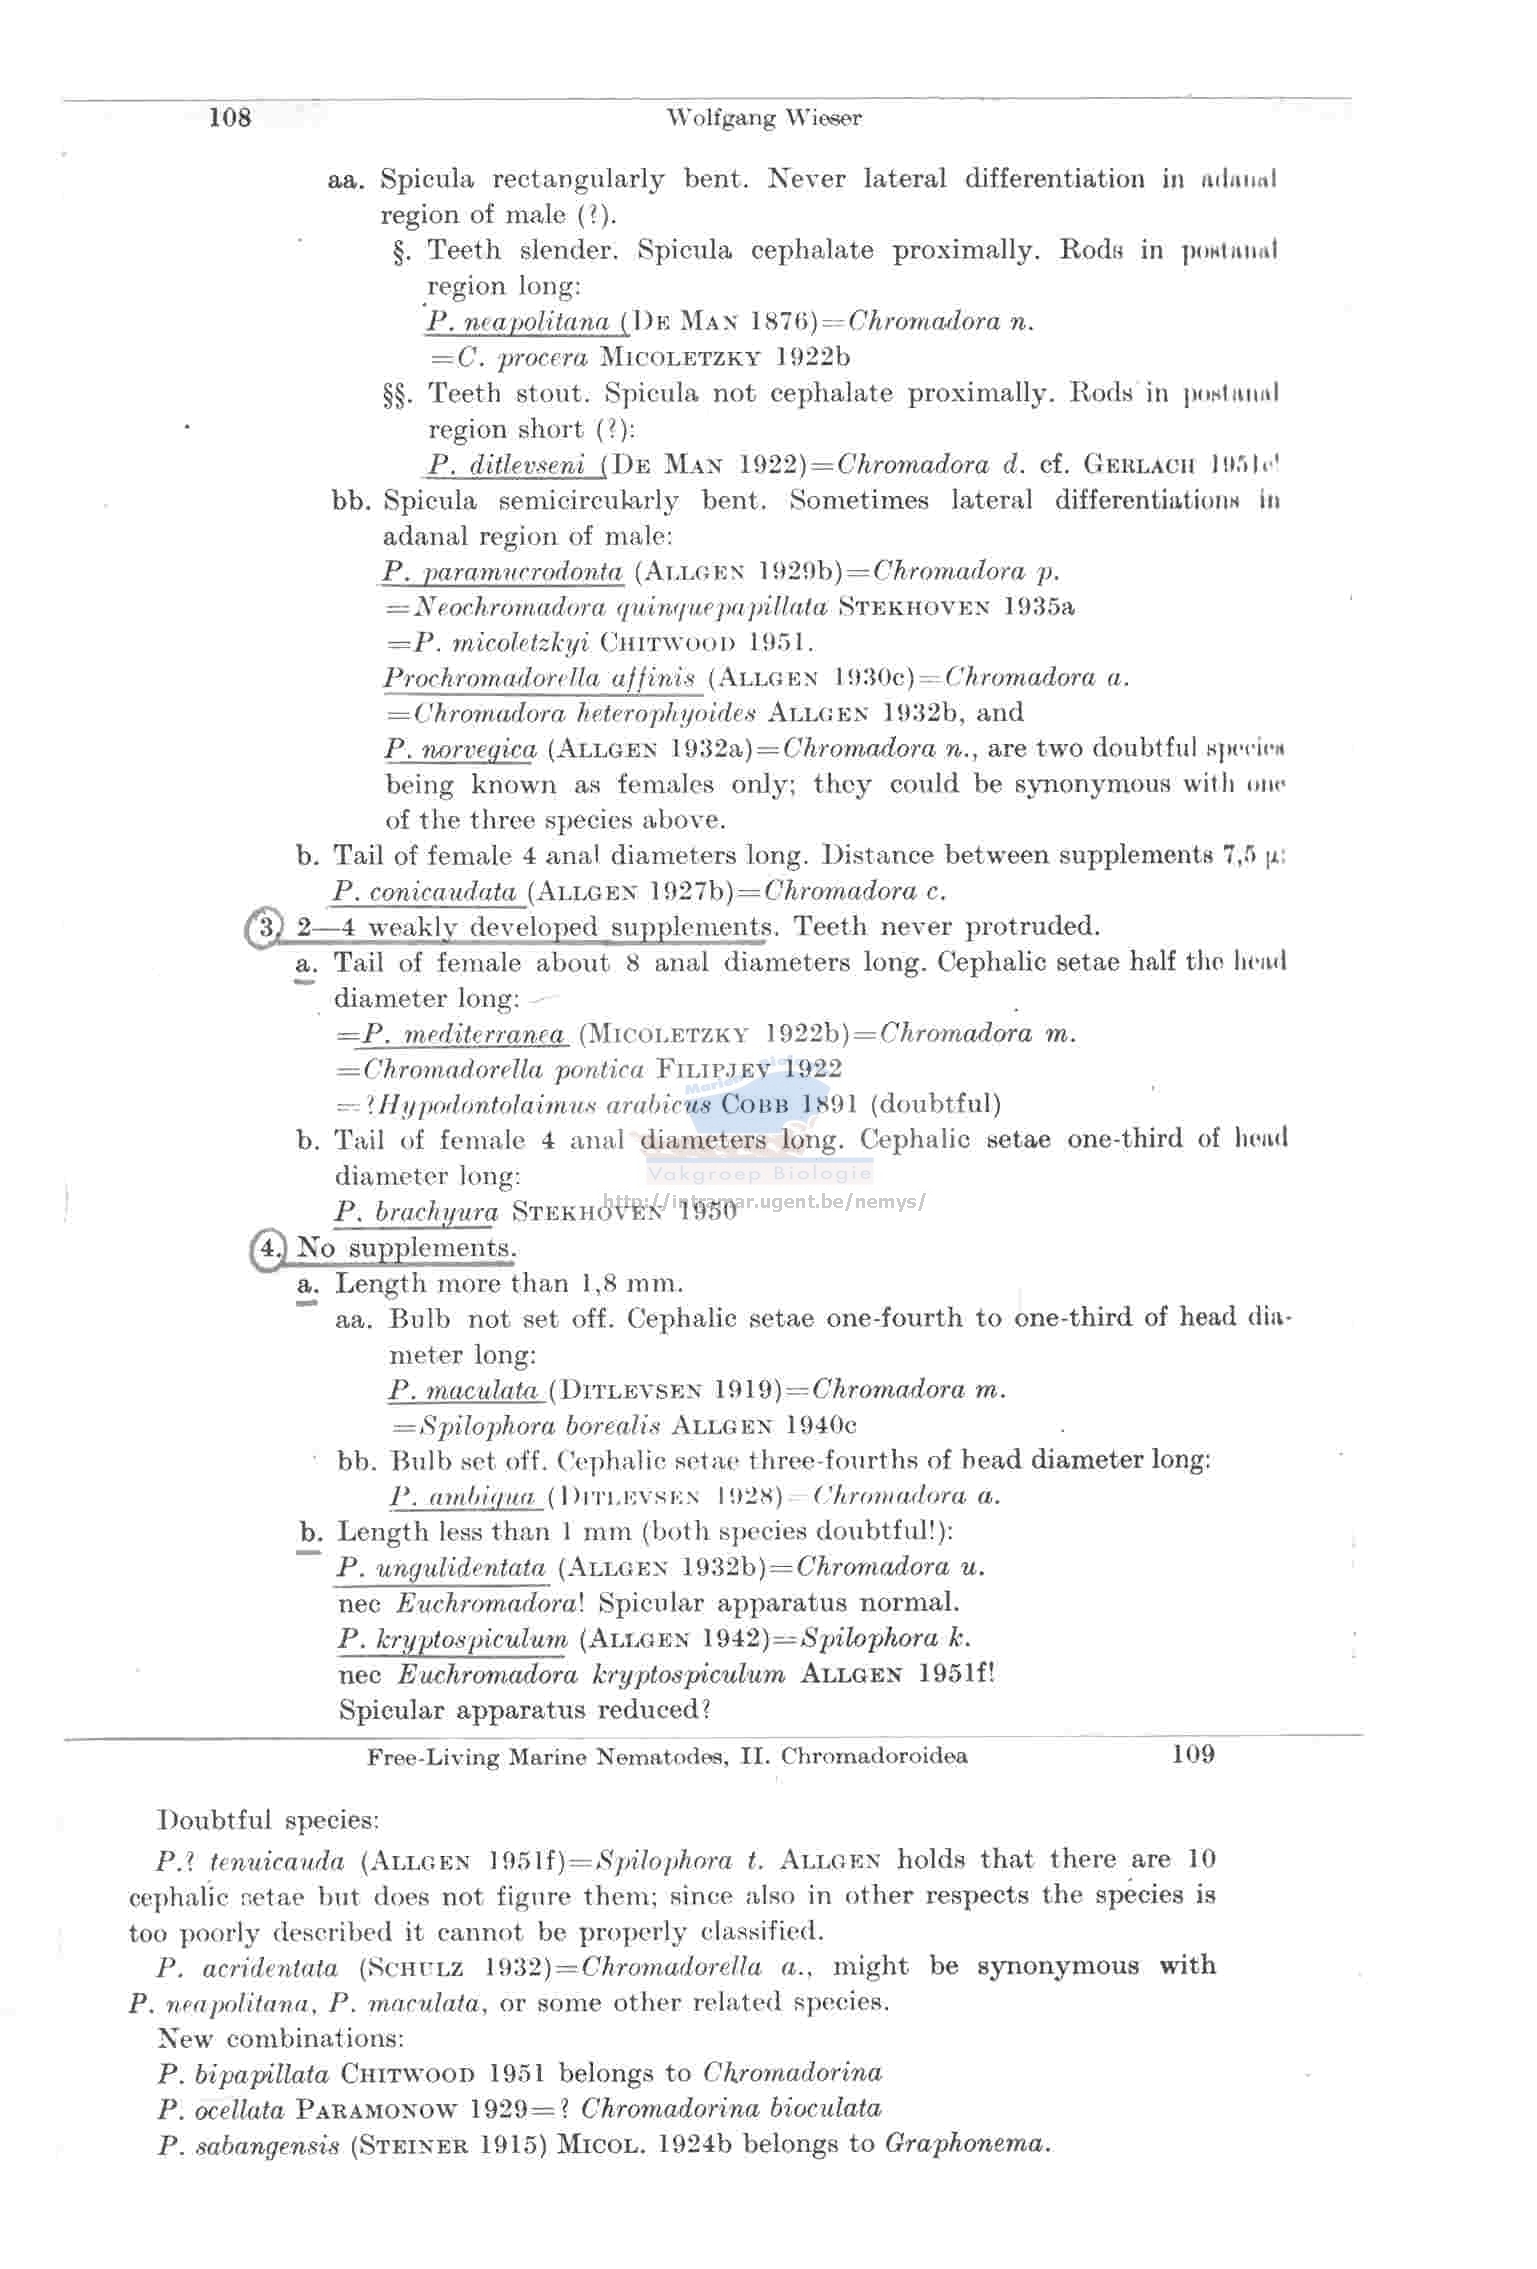 108
Wolfgang Wieser
aa. Spicula rectangularly bent. Never lateral differentiation in adanal
region of male (?).
§. Teeth slender. Spicula cephalate proximally. Rods in postanal
region long:
P. neapolitana (DE MAN 1876)=Chromadora n.
=C. procera MICOLETZKY 1922b
§§. Teeth stout. Spicula not cephalate proximally. Rods in postanal
region short (?):
P. ditlevseni (DE MAN 1922)=Chromadora d. cf. GERLACH 1951c!
bb. Spicula semicircularly bent. Sometimes lateral differentiations in
adanal region of male:
P. paramucrodonta (ALLGEN 1929b)=Chromadora p.
=Neochromadora quinquepapillata STEKHOVEN 1935a
=P. micoletzkyi CHITWOOD 1951.
Prochromadorella affinis (ALLGEN 1930c)=Chromadora a.
=Chromadora heterophyoides ALLGEN 1932b, and
P. norvegica (ALLGEN 1932a)=Chromadora n., are two doubtful species
being known as females only; they could be synonymous with one
of the three species above.
b. Tail of female 4 anal diameters long. Distance between supplements 7,5 µ:
P. conicaudata (ALLGEN 1927b)=Chromadora c.
3. 2—4 weakly developed supplements. Teeth never protruded.
a. Tail of female about 8 anal diameters long. Cephalic setae half the head
diameter long:
=P. mediterranea (MICOLETZKY 1922b)=Chromadora m.
=Chromadorella pontica FILIPJEV 1922
=?Hypodontolaimus arabicus COBB 1891 (doubtful)
b. Tail of female 4 anal diameters long. Cephalic setae one-third of head
diameter long:
Vakgroep Biologie
http://intramar.ugent.be/nemys/
P. brachyura STEKHOVEN 1950
4. No supplements.
a. Length more than 1,8 mm.
aa. Bulb not set off. Cephalic setae one-fourth to one-third of head dia-
meter long:
P. maculata (DITLEVSEN 1919)=Chromadora m.
=Spilophora borealis ALLGEN 1940c
bb. Bulb set off. Cephalic setae three-fourths of head diameter long:
P. ambigua (DITLEVSEN 1928)=Chromadora a.
b. Length less than 1 mm (both species doubtful!):
P. ungulidentata (ALLGEN 1932b)=Chromadora u.
nec Euchromadora! Spicular apparatus normal.
P. kryptospiculum (ALLGEN 1942)=Spilophora k.
nec Euchromadora kryptospiculum ALLGEN 1951f!
Spicular apparatus reduced?
Free-Living Marine Nematodes, II. Chromadoroidea
109
Doubtful species:
P.? tenuicauda (ALLGEN 1951f)=Spilophora t. ALLGEN holds that there are 10
cephalic setae but does not figure them; since also in other respects the species is
too poorly described it cannot be properly classified.
P. acridentata (SCHULZ 1932)=Chromadorella a., might be synonymous with
P. neapolitana, P. maculata, or some other related species.
New combinations:
P. bipapillata CHITWOOD 1951 belongs to Chromadorina
P. ocellata PARAMONOW 1929=? Chromadorina bioculata
P. sabangensis (STEINER 1915) MICOL. 1924b belongs to Graphonema.